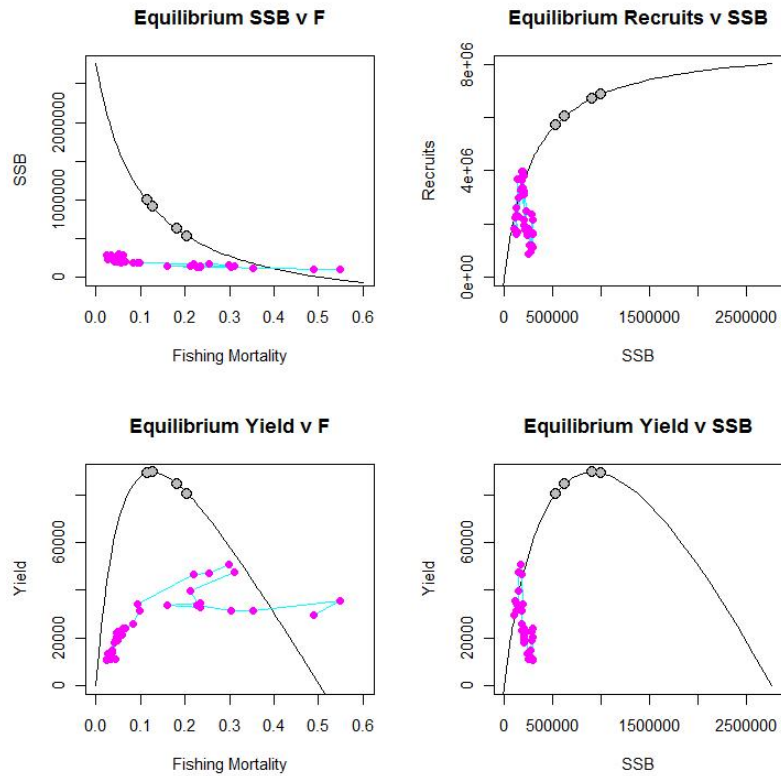 Equilibrium SSB v F
SSB
0 1000000 2000000
0.0 0.1 0.2 0.3 0.4 0.5 0.6
Fishing Mortality
Equilibrium Recruits v SSB
Recruits
0e+00 4e+06 8e+06
0 500000 1500000 2500000
SSB
Equilibrium Yield v F
Yield
0 20000 60000
0.0 0.1 0.2 0.3 0.4 0.5 0.6
Fishing Mortality
Equilibrium Yield v SSB
Yield
0 20000 60000
0 500000 1500000 2500000
SSB